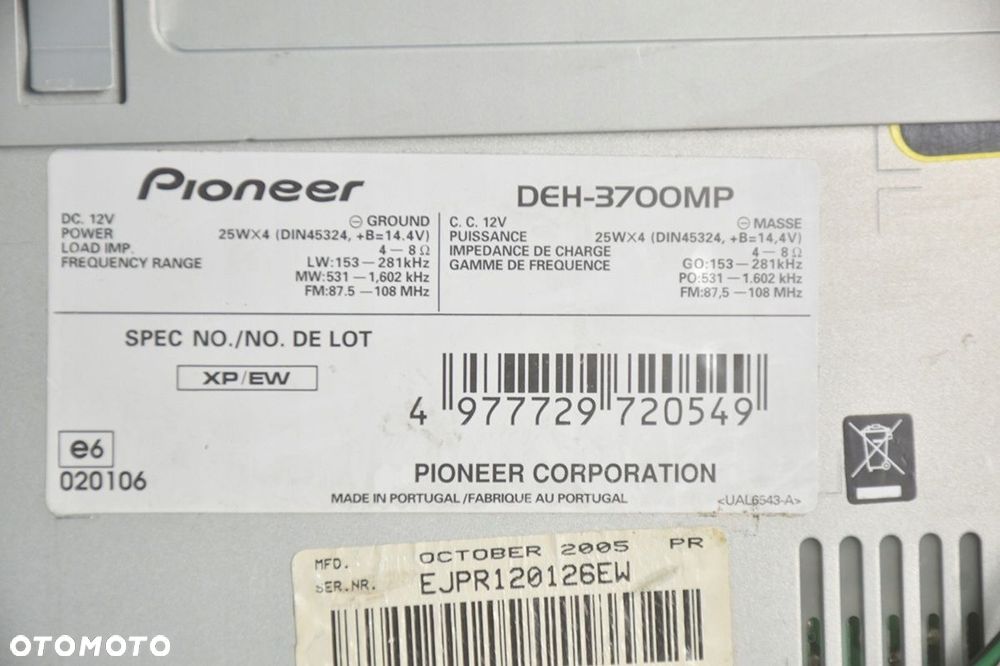 Pioneer DEH-3700MP
DC. 12V ⊖ GROUND
POWER 25W×4 (DIN45324, +B=14.4V)
LOAD IMP. 4–8Ω
FREQUENCY RANGE LW:153–281kHz
MW:531–1,602 kHz
FM:87.5–108 MHz
C. C. 12V ⊖ MASSE
PUISSANCE 25W×4 (DIN45324, +B=14,4V)
IMPEDANCE DE CHARGE 4–8Ω
GAMME DE FREQUENCE GO:153–281kHz
PO:531–1.602 kHz
FM:87,5–108 MHz
SPEC NO./NO. DE LOT
XP/EW
4 977729 720549
e6
020106
PIONEER CORPORATION
MADE IN PORTUGAL/FABRIQUE AU PORTUGAL
<UAL6543-A>
MFD. OCTOBER 2005 PR
SER.NR. EJPR120126EW
OTOMOTO